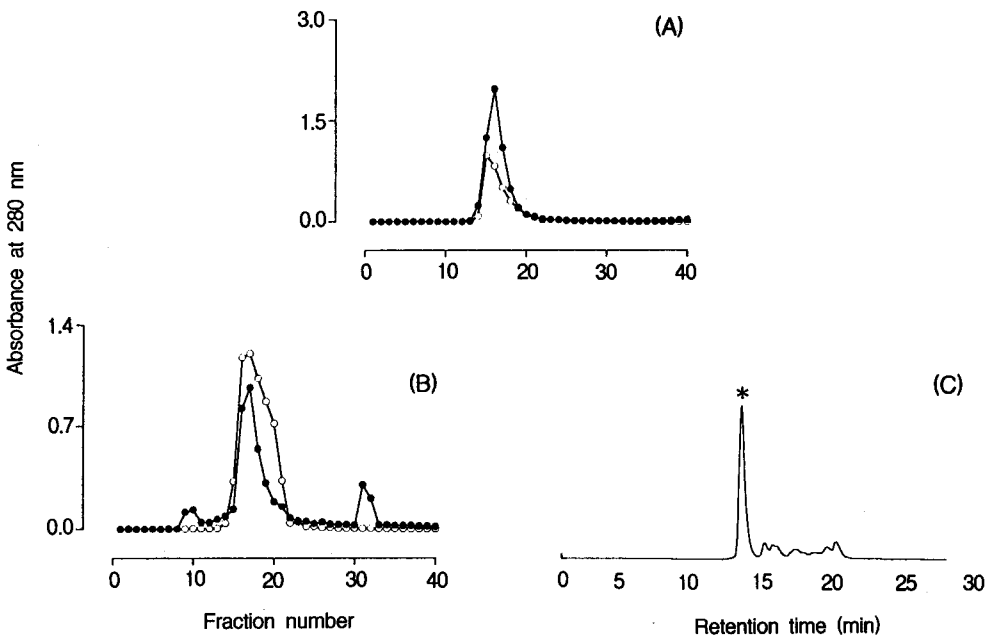 (A)
3.0
1.5
0.0
0 10 20 30 40
Absorbance at 280 nm
(B)
1.4
0.7
0.0
0 10 20 30 40
Fraction number
(C)
*
0 5 10 15 20 25 30
Retention time (min)